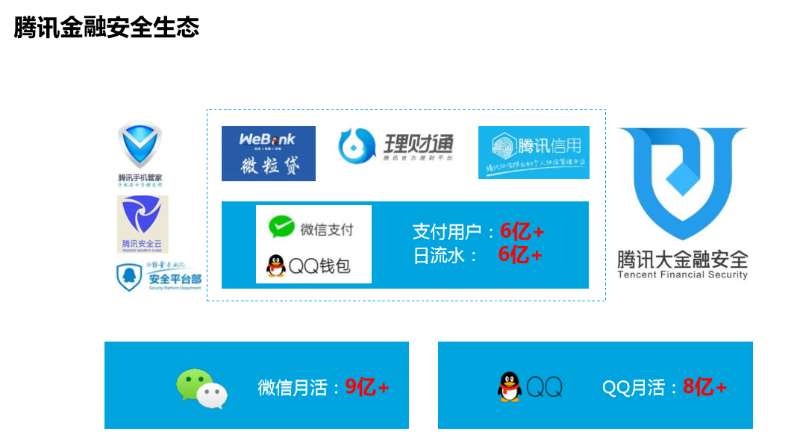 腾讯金融安全生态
腾讯手机管家
腾讯安全云
安全平台部
Security Platform Department
WeBank
微粒贷
理财通
腾讯官方理财平台
腾讯信用
微信支付
QQ钱包
支付用户：6亿+
日流水： 6亿+
腾讯大金融安全
Tencent Financial Security
微信月活：9亿+
QQ
QQ月活：8亿+